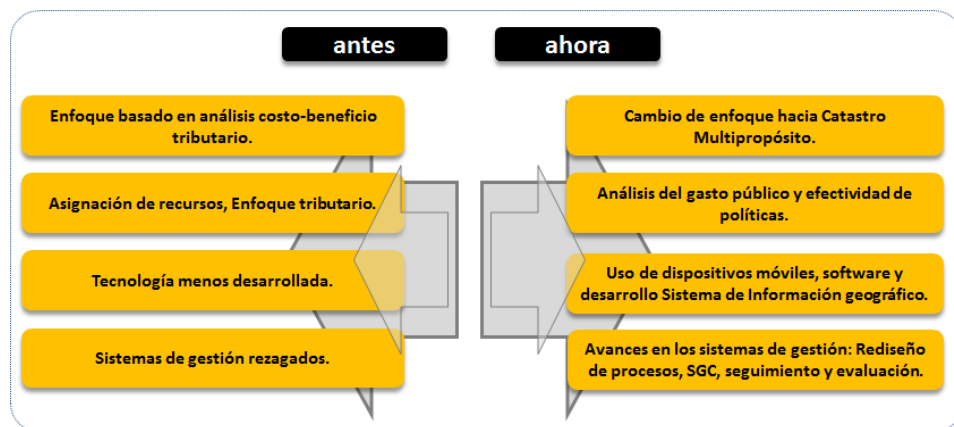 antes
ahora
Enfoque basado en análisis costo-beneficio
tributario.
Asignación de recursos, Enfoque tributario.
Tecnología menos desarrollada.
Sistemas de gestión rezagados.
Cambio de enfoque hacia Catastro
Multipropósito.
Análisis del gasto público y efectividad de
políticas.
Uso de dispositivos móviles, software y
desarrollo Sistema de Información geográfico.
Avances en los sistemas de gestión: Rediseño
de procesos, SGC, seguimiento y evaluación.